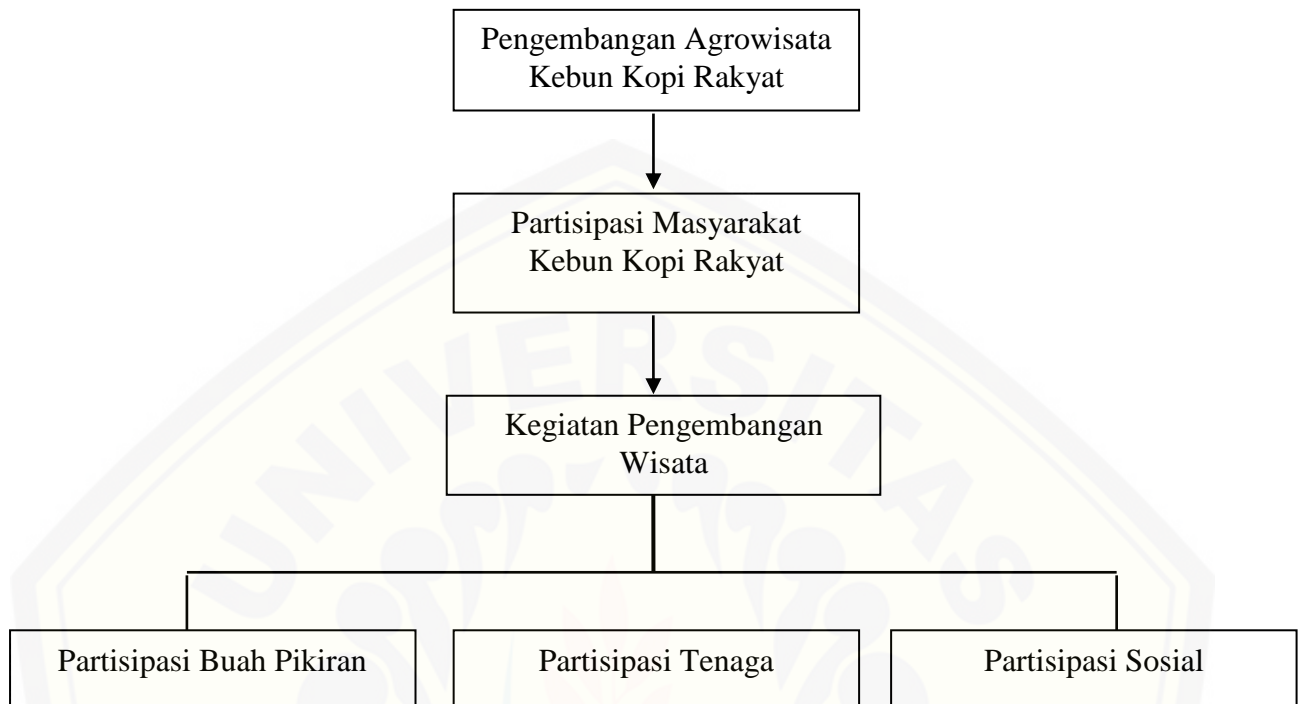 Pengembangan Agrowisata
Kebun Kopi Rakyat
Partisipasi Masyarakat
Kebun Kopi Rakyat
Kegiatan Pengembangan
Wisata
UNIVERSITAS
Partisipasi Buah Pikiran
Partisipasi Tenaga
Partisipasi Sosial